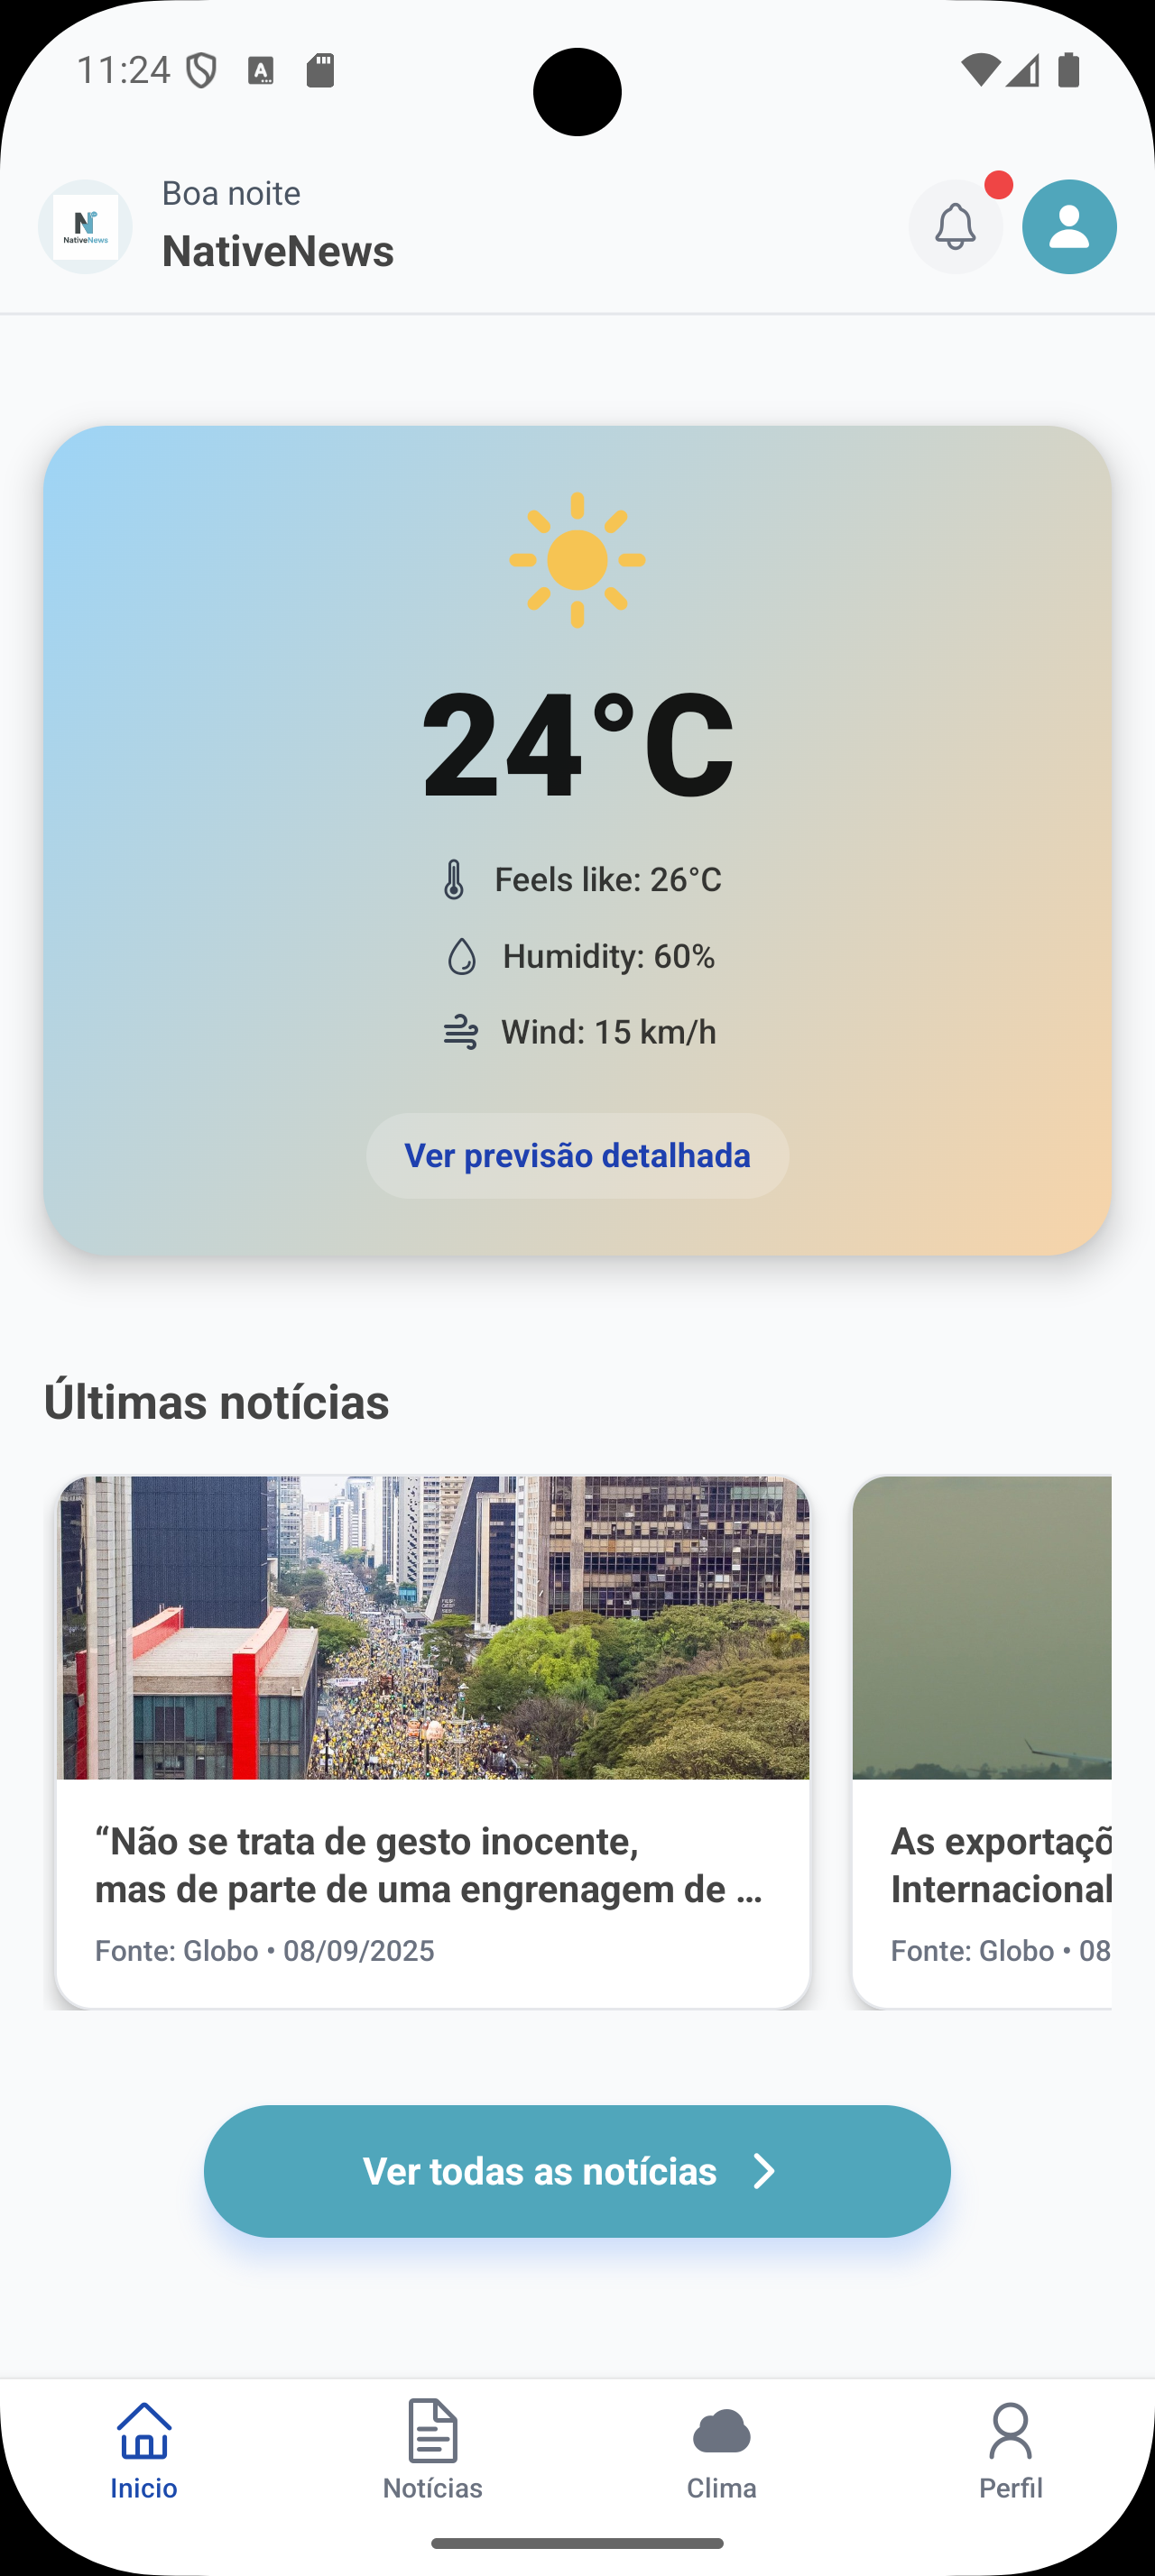 11:24
Boa noite
NativeNews
NativeNews
24°C
Feels like: 26°C
Humidity: 60%
Wind: 15 km/h
Ver previsão detalhada
Últimas notícias
“Não se trata de gesto inocente,
mas de parte de uma engrenagem de ...
Fonte: Globo • 08/09/2025
As exportaçõ
Internacional
Fonte: Globo • 08
Ver todas as notícias
Inicio
Notícias
Clima
Perfil